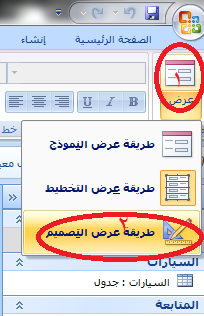 الصفحة الرئيسية إنشاء
١
عرض
B I U
خط
طريقة عرض النموذج
طريقة عرض التخطيط
٢
طريقة عرض التصميم
السيارات
السيارات : جدول
المتابعة